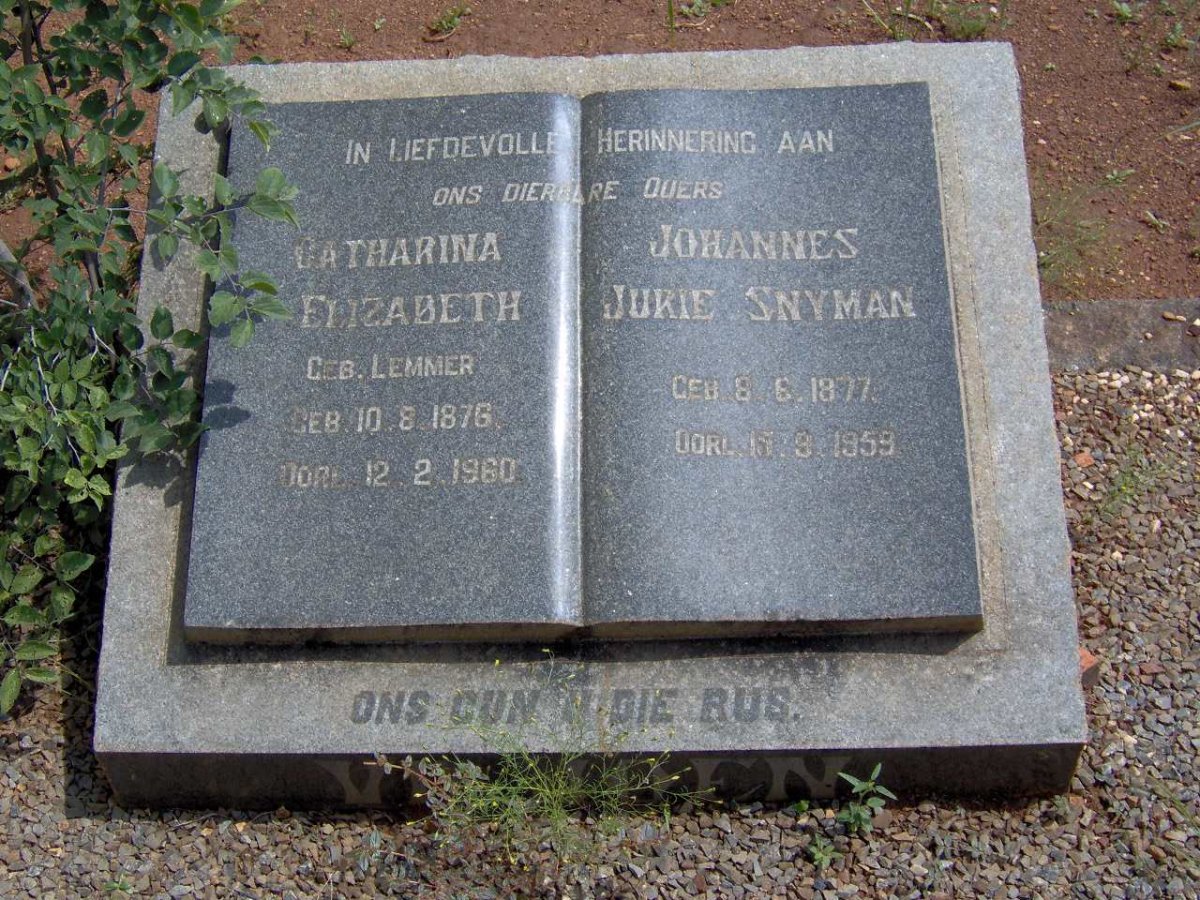 IN LIEFDEVOLLE HERINNERING AAN
ONS DIERBARE OUERS
CATHARINA
ELIZABETH
GEB. LEMMER
GEB 10.8.1876.
OORL. 12.2.1960.
JOHANNES
JUKIE SNYMAN
GEB 8.6.1877.
OORL. 9.1959.
ONS GUN U DIE RUS.